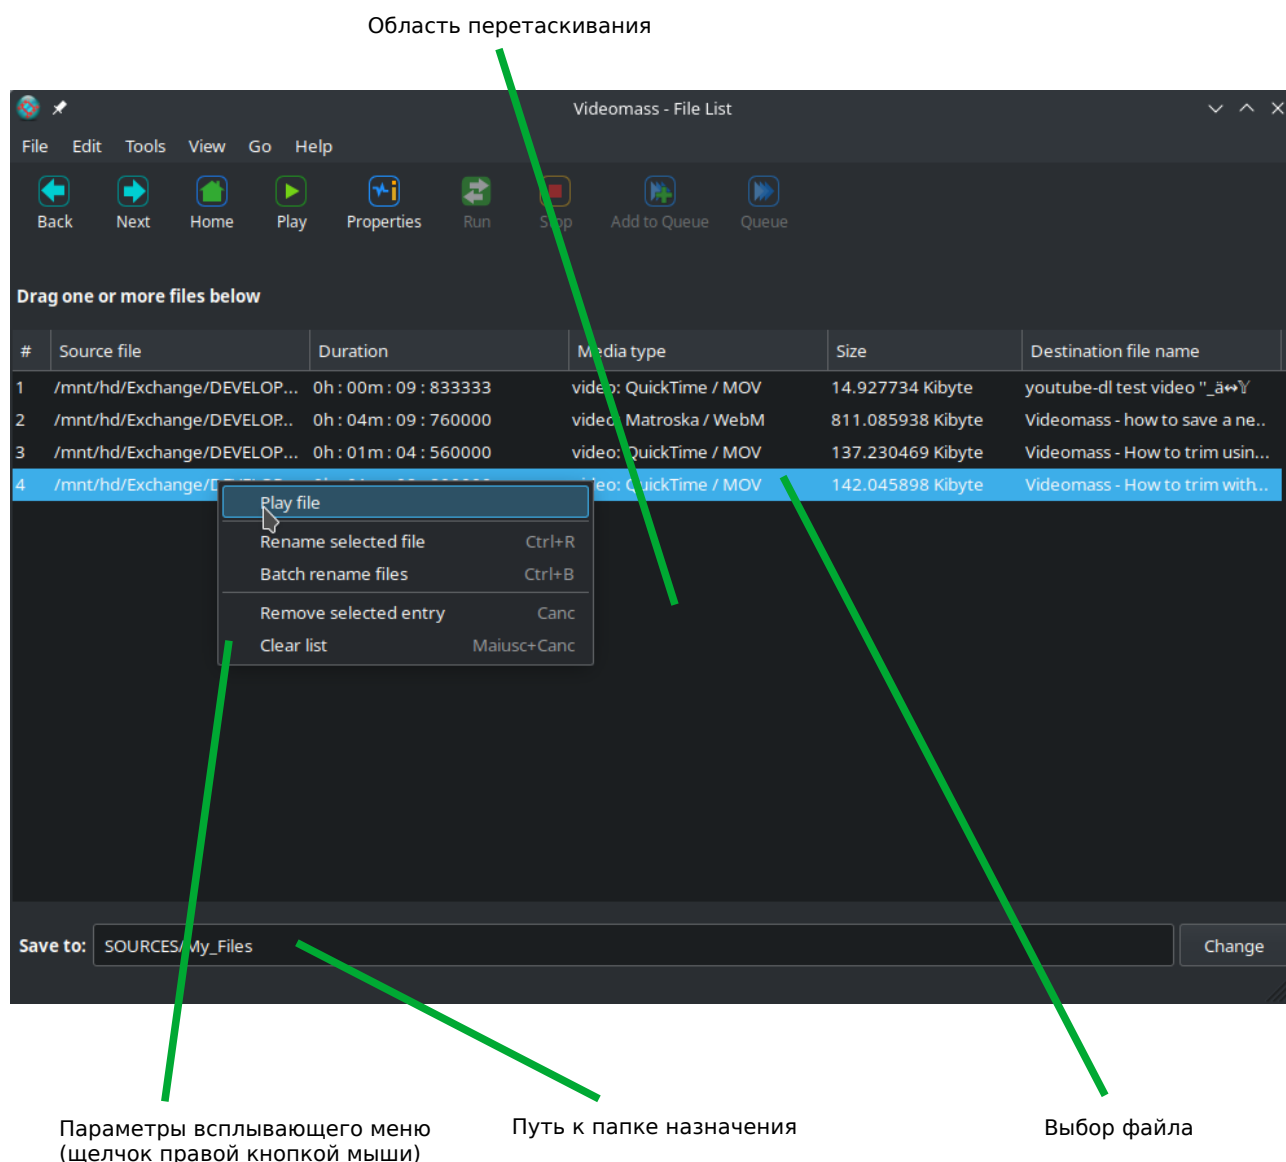 Область перетаскивания
Videomass - File List
File Edit Tools View Go Help
Back Next Home Play Properties Run Stop Add to Queue Queue
Drag one or more files below
# Source file Duration Media type Size Destination file name
1 /mnt/hd/Exchange/DEVELOP... 0h : 00m : 09 : 833333 video: QuickTime / MOV 14.927734 Kibyte youtube-dl test video "_ä↔𝕐
2 /mnt/hd/Exchange/DEVELOP... 0h : 04m : 09 : 760000 video: Matroska / WebM 811.085938 Kibyte Videomass - how to save a ne..
3 /mnt/hd/Exchange/DEVELOP... 0h : 01m : 04 : 560000 video: QuickTime / MOV 137.230469 Kibyte Videomass - How to trim usin...
4 /mnt/hd/Exchange/ video: QuickTime / MOV 142.045898 Kibyte Videomass - How to trim with...
Play file
Rename selected file Ctrl+R
Batch rename files Ctrl+B
Remove selected entry Canc
Clear list Maiusc+Canc
Save to: SOURCES/My_Files Change
Параметры всплывающего меню
(щелчок правой кнопкой мыши)
Путь к папке назначения
Выбор файла